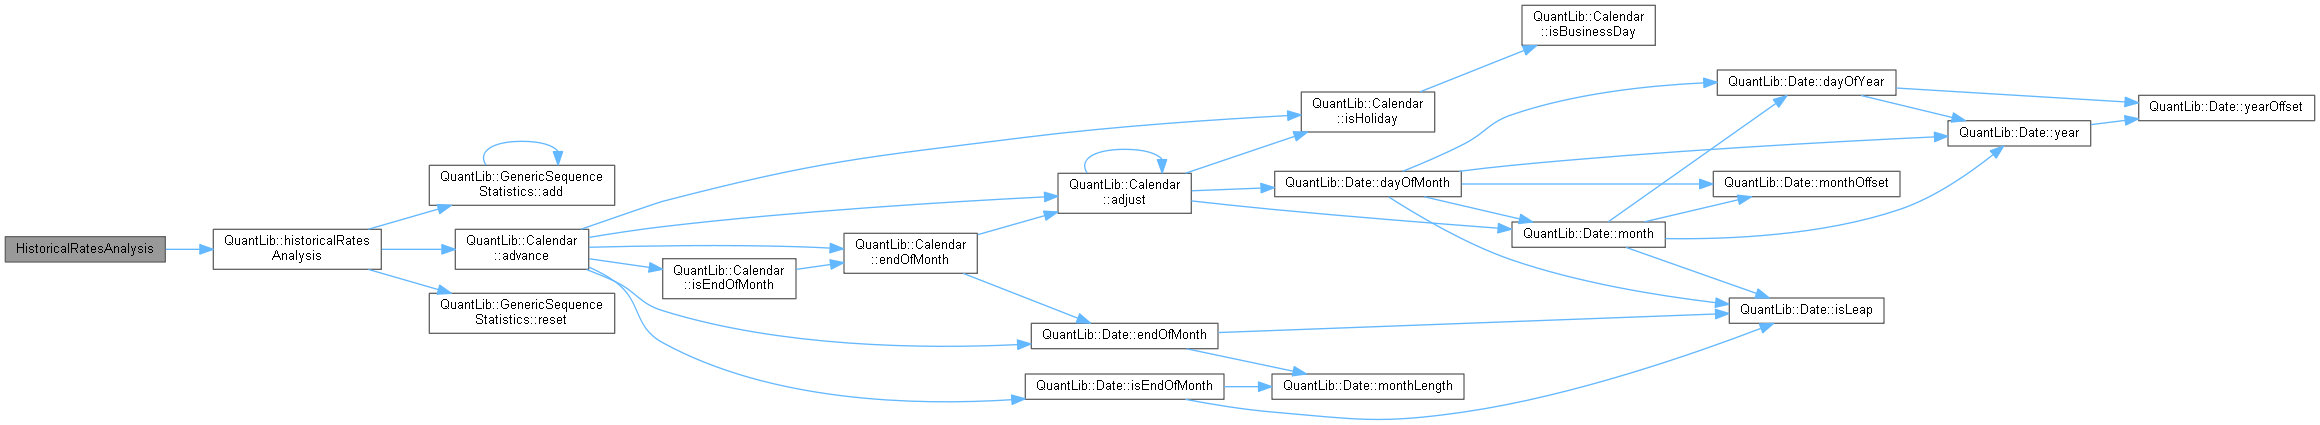 HistoricalRatesAnalysis
QuantLib::historicalRates
Analysis
QuantLib::GenericSequence
Statistics::add
QuantLib::Calendar
::advance
QuantLib::GenericSequence
Statistics::reset
QuantLib::Calendar
::isEndOfMonth
QuantLib::Calendar
::endOfMonth
QuantLib::Calendar
::adjust
QuantLib::Date::endOfMonth
QuantLib::Date::isEndOfMonth
QuantLib::Calendar
::isHoliday
QuantLib::Date::dayOfMonth
QuantLib::Date::monthLength
QuantLib::Calendar
::isBusinessDay
QuantLib::Date::month
QuantLib::Date::dayOfYear
QuantLib::Date::monthOffset
QuantLib::Date::isLeap
QuantLib::Date::year
QuantLib::Date::yearOffset